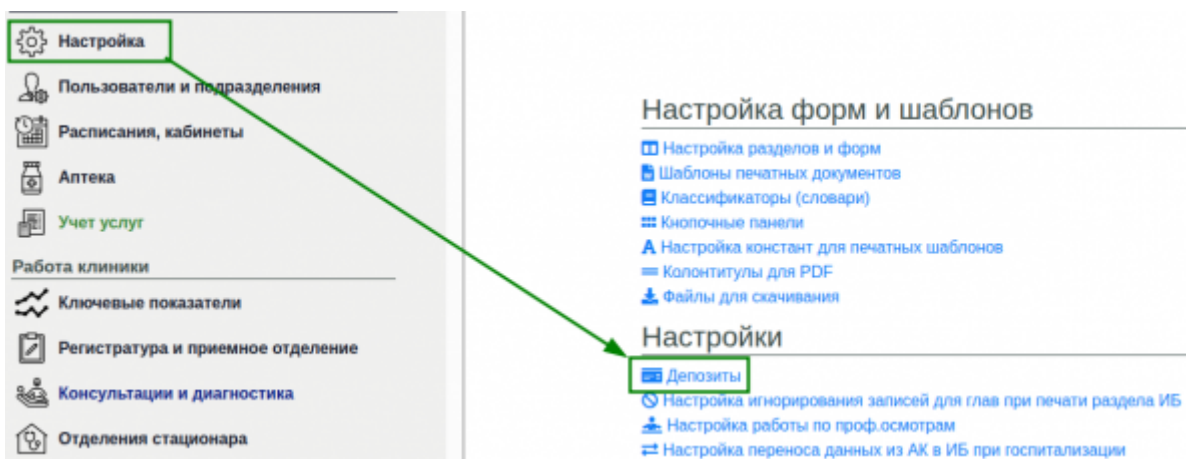 Настройка
Пользователи и подразделения
Расписания, кабинеты
Аптека
Учет услуг
Работа клиники
Ключевые показатели
Регистратура и приемное отделение
Консультации и диагностика
Отделения стационара
Настройка форм и шаблонов
Настройка разделов и форм
Шаблоны печатных документов
Классификаторы (словари)
Кнопочные панели
Настройка констант для печатных шаблонов
Колонтитулы для PDF
Файлы для скачивания
Настройки
Депозиты
Настройка игнорирования записей для глав при печати раздела ИБ
Настройка работы по проф.осмотрам
Настройка переноса данных из АК в ИБ при госпитализации